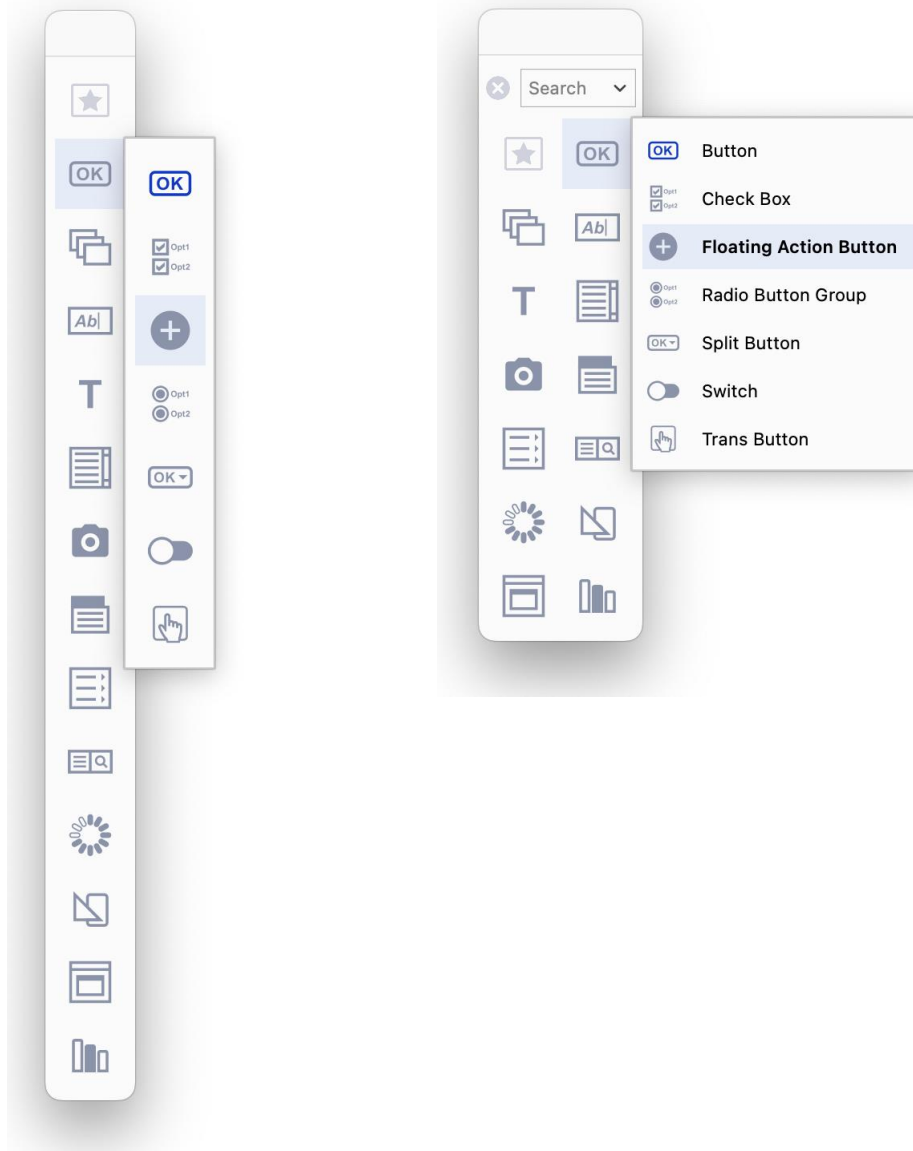 OK
OK
Opt1
Opt2
Ab
T
Opt1
Opt2
OK
Search
OK
Ab
T
OK
Button
Opt1
Opt2
Check Box
Floating Action Button
Opt1
Opt2
Radio Button Group
OK
Split Button
Switch
Trans Button